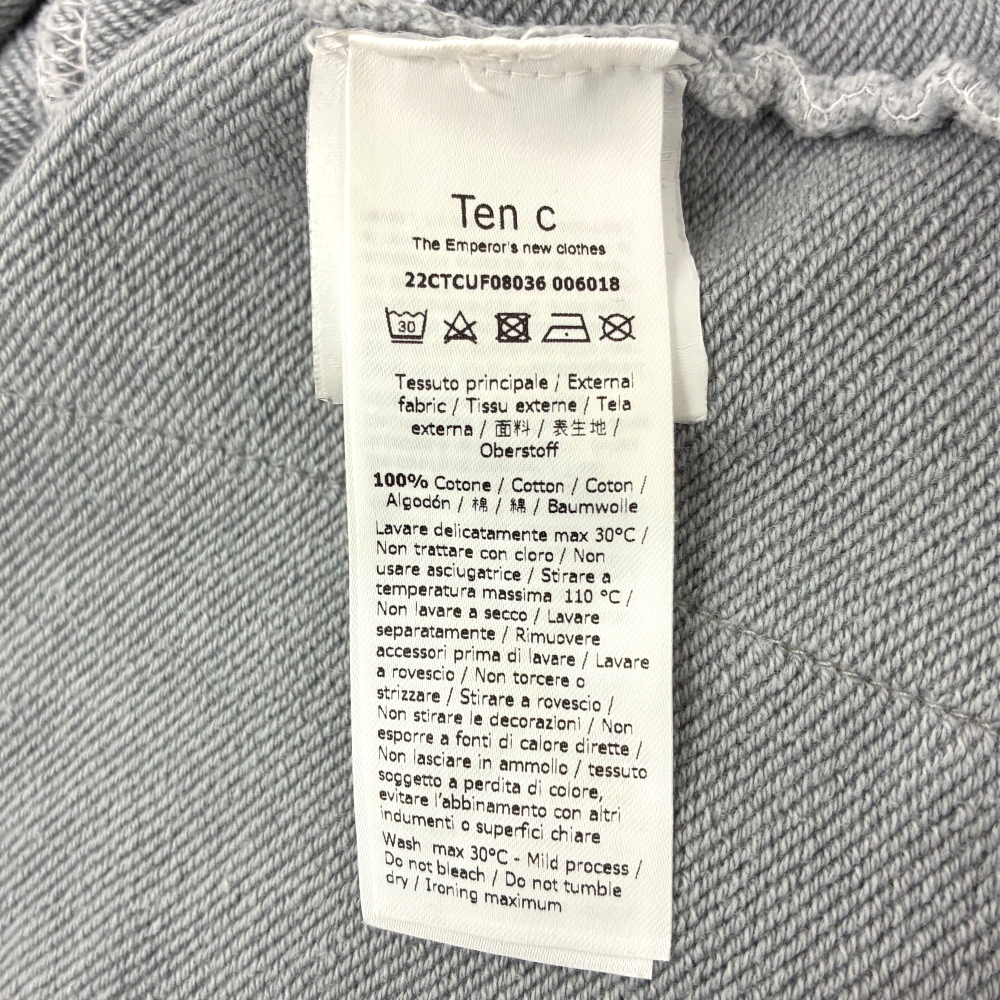 Ten c
The Emperor's new clothes
22CTCUF08036 006018
30
Tessuto principale / External
fabric / Tissu externe / Tela
externa / 面料 / 表生地 /
Oberstoff
100% Cotone / Cotton / Coton /
Algodón / 棉 / 綿 / Baumwolle
Lavare delicatamente max 30°C /
Non trattare con cloro / Non
usare asciugatrice / Stirare a
temperatura massima 110 °C /
Non lavare a secco / Lavare
separatamente / Rimuovere
accessori prima di lavare / Lavare
a rovescio / Non torcere o
strizzare / Stirare a rovescio /
Non stirare le decorazioni / Non
esporre a fonti di calore dirette /
Non lasciare in ammollo / tessuto
soggetto a perdita di colore,
evitare l'abbinamento con altri
indumenti o superfici chiare
Wash max 30°C - Mild process /
Do not bleach / Do not tumble
dry / Ironing maximum